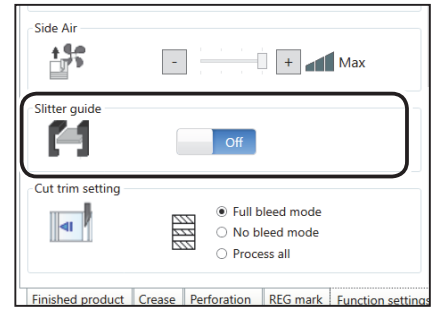 Side Air
- + Max
Slitter guide
Off
Cut trim setting
Full bleed mode
No bleed mode
Process all
Finished product Crease Perforation REG mark Function settings